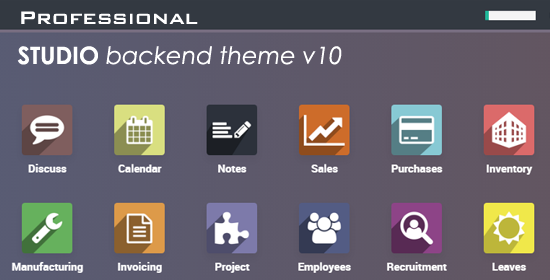 PROFESSIONAL
STUDIO backend theme v10
Discuss Calendar Notes Sales Purchases Inventory
Manufacturing Invoicing Project Employees Recruitment Leaves